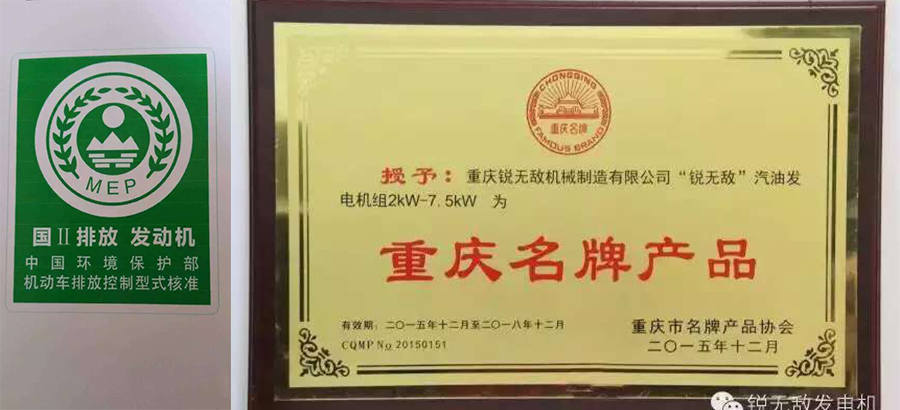 MEP
国Ⅱ排放 发动机
中国环境保护部
机动车排放控制型式核准
CHONGQING
重庆名牌
FAMOUS BRAND
授予：重庆锐无敌机械制造有限公司“锐无敌”汽油发
电机组2kW-7.5kW 为
重庆名牌产品
有效期：二〇一五年十二月至二〇一八年十二月
CQMP No 20150151
重庆市名牌产品协会
二〇一五年十二月
锐无敌发电机